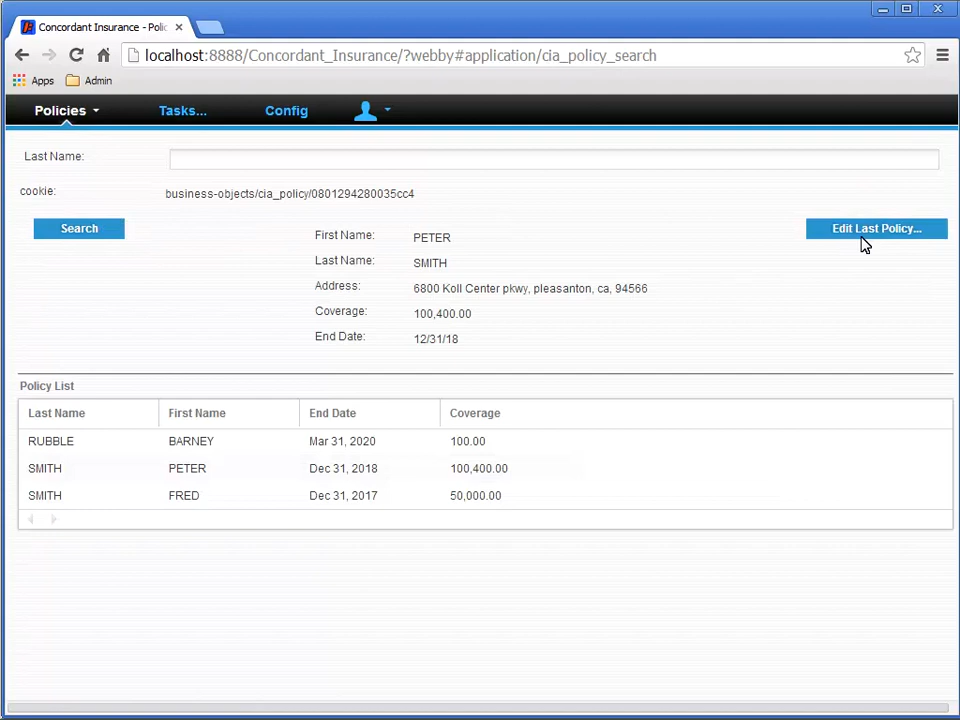 Concordant Insurance - Polic
localhost:8888/Concordant_Insurance/?webby#application/cia_policy_search
Apps Admin
Policies Tasks... Config
Last Name:
cookie: business-objects/cia_policy/0801294280035cc4
Search Edit Last Policy...
First Name: PETER
Last Name: SMITH
Address: 6800 Koll Center pkwy, pleasanton, ca, 94566
Coverage: 100,400.00
End Date: 12/31/18
Policy List
Last Name First Name End Date Coverage
RUBBLE BARNEY Mar 31, 2020 100.00
SMITH PETER Dec 31, 2018 100,400.00
SMITH FRED Dec 31, 2017 50,000.00